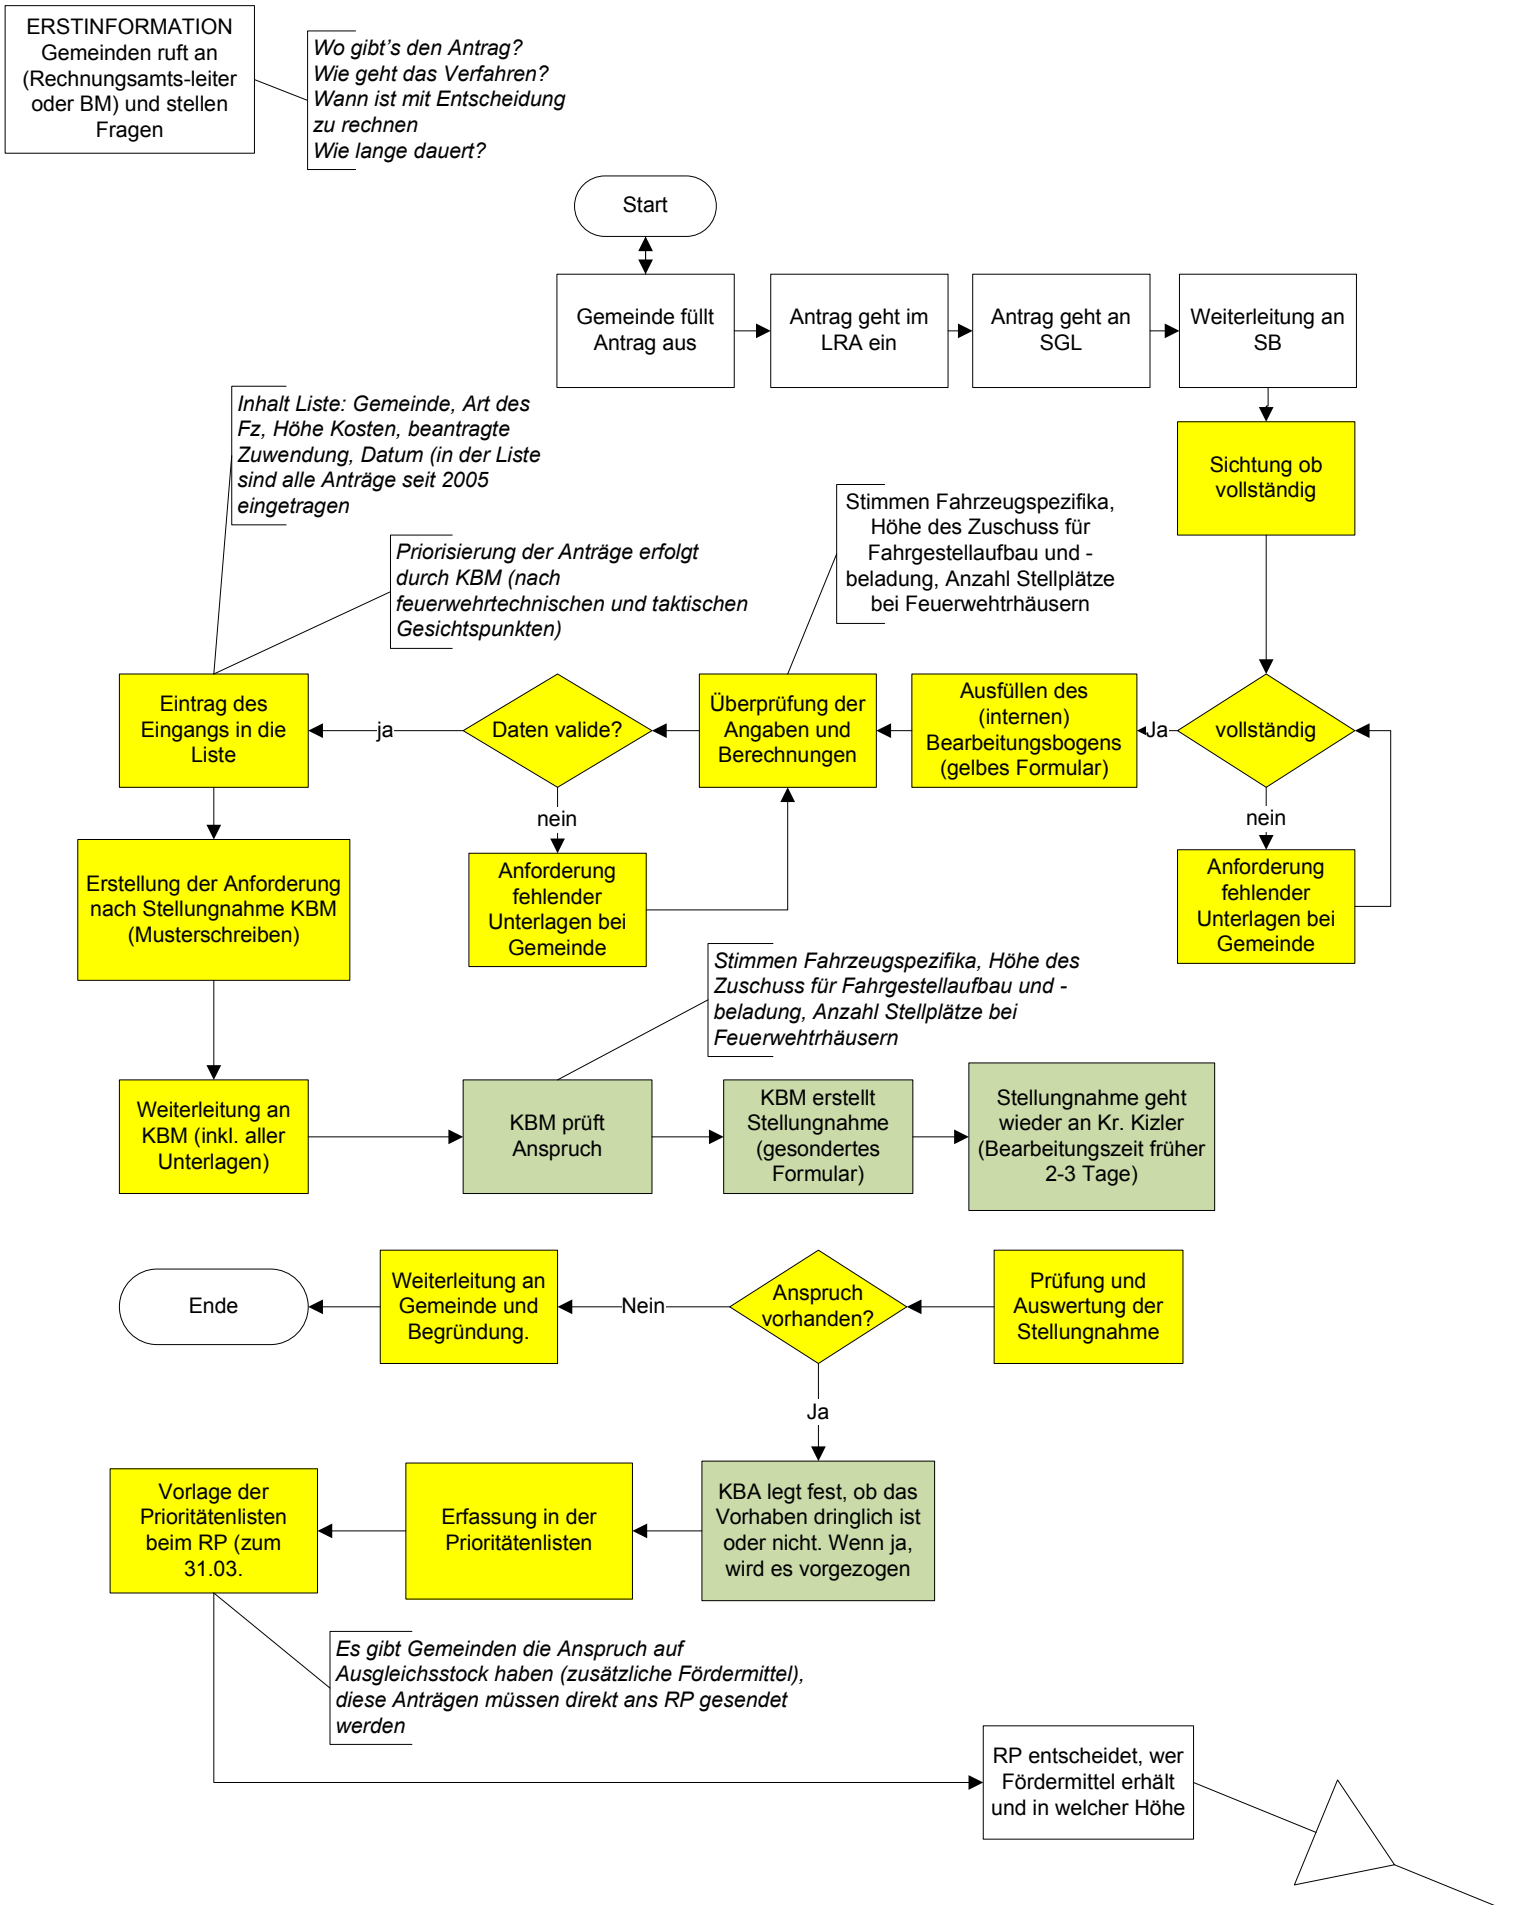 ERSTINFORMATION
Gemeinden ruft an
(Rechnungsamts-leiter
oder BM) und stellen
Fragen
Wo gibt's den Antrag?
Wie geht das Verfahren?
Wann ist mit Entscheidung
zu rechnen
Wie lange dauert?
Start
Gemeinde füllt
Antrag aus
Antrag geht im
LRA ein
Antrag geht an
SGL
Weiterleitung an
SB
Inhalt Liste: Gemeinde, Art des
Fz, Höhe Kosten, beantragte
Zuwendung, Datum (in der Liste
sind alle Anträge seit 2005
eingetragen
Sichtung ob
vollständig
Stimmen Fahrzeugspezifika,
Höhe des Zuschuss für
Fahrgestellaufbau und -
beladung, Anzahl Stellplätze
bei Feuerwehtrhäusern
Priorisierung der Anträge erfolgt
durch KBM (nach
feuerwehrtechnischen und taktischen
Gesichtspunkten)
Eintrag des
Eingangs in die
Liste
ja
Daten valide?
Überprüfung der
Angaben und
Berechnungen
Ausfüllen des
(internen)
Bearbeitungsbogens
(gelbes Formular)
Ja
vollständig
nein
nein
Erstellung der Anforderung
nach Stellungnahme KBM
(Musterschreiben)
Anforderung
fehlender
Unterlagen bei
Gemeinde
Anforderung
fehlender
Unterlagen bei
Gemeinde
Stimmen Fahrzeugspezifika, Höhe des
Zuschuss für Fahrgestellaufbau und -
beladung, Anzahl Stellplätze bei
Feuerwehtrhäusern
Weiterleitung an
KBM (inkl. aller
Unterlagen)
KBM prüft
Anspruch
KBM erstellt
Stellungnahme
(gesondertes
Formular)
Stellungnahme geht
wieder an Kr. Kizler
(Bearbeitungszeit früher
2-3 Tage)
Ende
Weiterleitung an
Gemeinde und
Begründung.
Nein
Anspruch
vorhanden?
Prüfung und
Auswertung der
Stellungnahme
Ja
Vorlage der
Prioritätenlisten
beim RP (zum
31.03.
Erfassung in der
Prioritätenlisten
KBA legt fest, ob das
Vorhaben dringlich ist
oder nicht. Wenn ja,
wird es vorgezogen
Es gibt Gemeinden die Anspruch auf
Ausgleichsstock haben (zusätzliche Fördermittel),
diese Anträgen müssen direkt ans RP gesendet
werden
RP entscheidet, wer
Fördermittel erhält
und in welcher Höhe